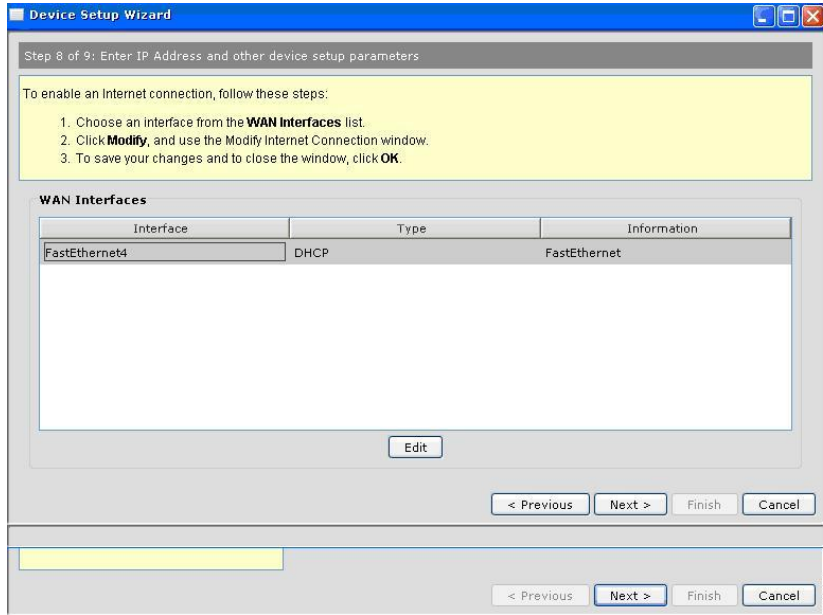 Device Setup Wizard
Step 8 of 9: Enter IP Address and other device setup parameters
To enable an Internet connection, follow these steps:
1. Choose an interface from the WAN Interfaces list.
2. Click Modify, and use the Modify Internet Connection window.
3. To save your changes and to close the window, click OK.
WAN Interfaces
Interface Type Information
FastEthernet4 DHCP FastEthernet
Edit
< Previous Next > Finish Cancel
< Previous Next > Finish Cancel